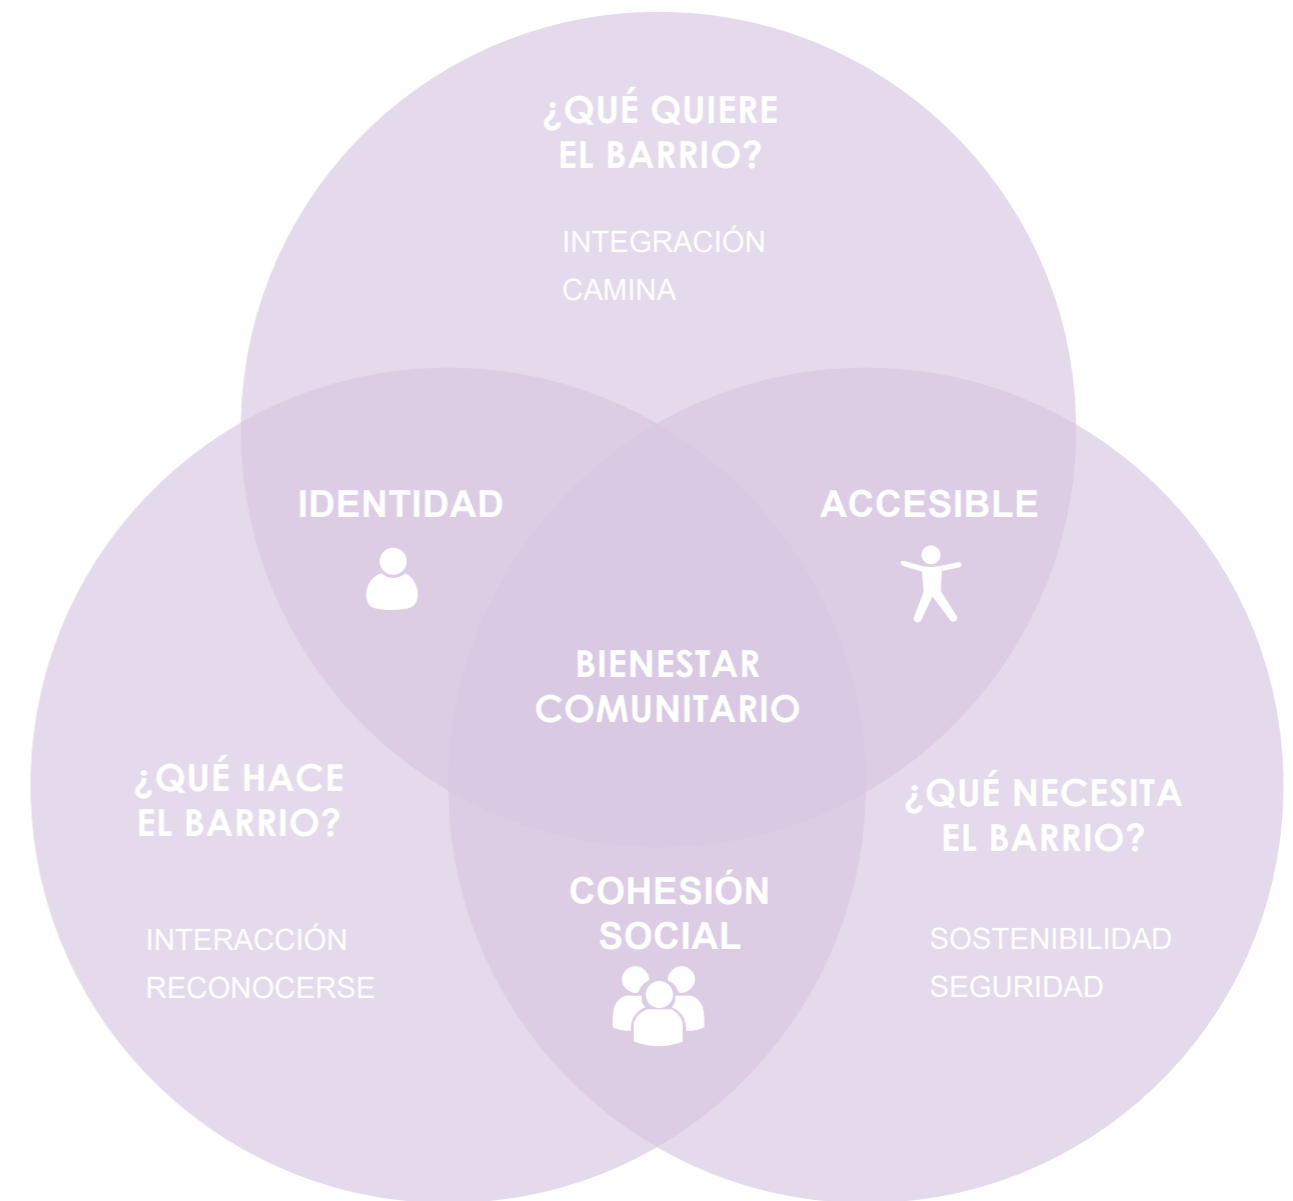 ¿QUÉ QUIERE
EL BARRIO?
INTEGRACIÓN
CAMINA
IDENTIDAD
ACCESIBLE
BIENESTAR
COMUNITARIO
¿QUÉ HACE
EL BARRIO?
INTERACCIÓN
RECONOCERSE
¿QUÉ NECESITA
EL BARRIO?
SOSTENIBILIDAD
SEGURIDAD
COHESIÓN
SOCIAL